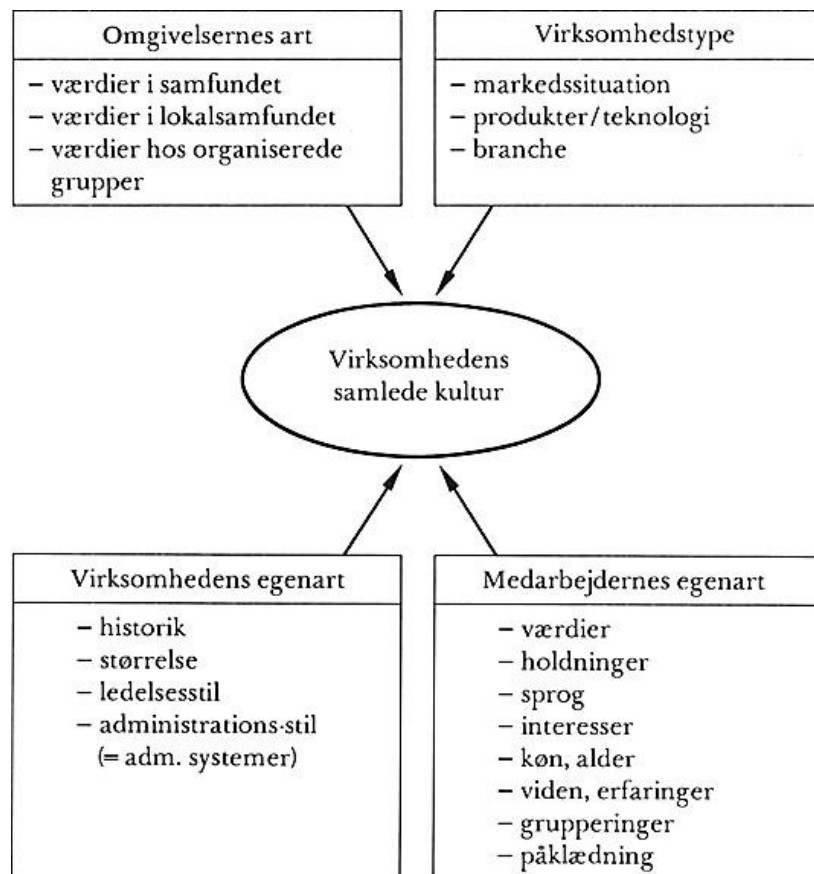 Omgivelsernes art
– værdier i samfundet
– værdier i lokalsamfundet
– værdier hos organiserede
grupper
Virksomhedstype
– markedssituation
– produkter/teknologi
– branche
Virksomhedens
samlede kultur
Virksomhedens egenart
– historik
– størrelse
– ledelsesstil
– administrations-stil
(= adm. systemer)
Medarbejdernes egenart
– værdier
– holdninger
– sprog
– interesser
– køn, alder
– viden, erfaringer
– grupperinger
– påklædning